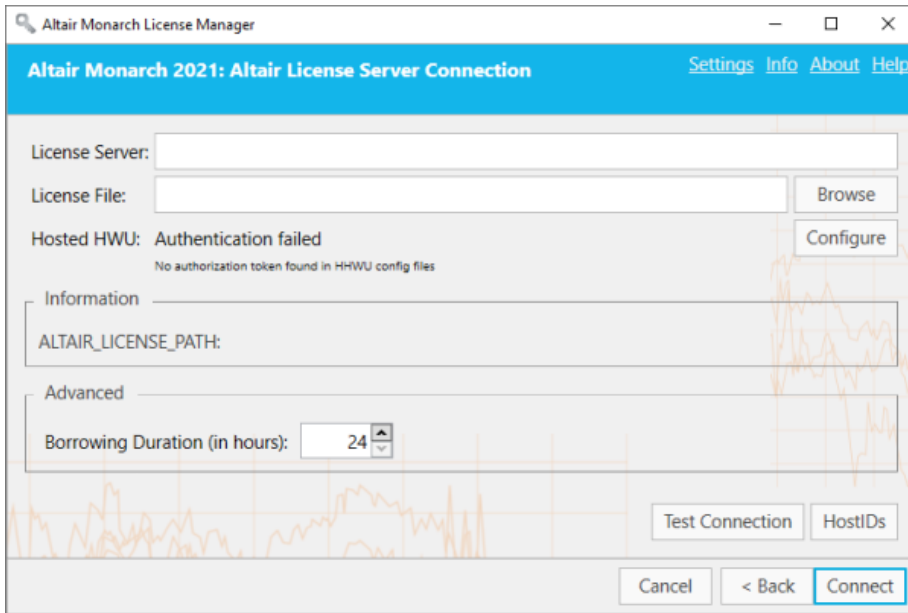 Altair Monarch License Manager
Altair Monarch 2021: Altair License Server Connection
Settings Info About Help
License Server:
License File:
Browse
Hosted HWU: Authentication failed
Configure
No authorization token found in HHWU config files
Information
ALTAIR_LICENSE_PATH:
Advanced
Borrowing Duration (in hours): 24
Test Connection HostIDs
Cancel < Back Connect